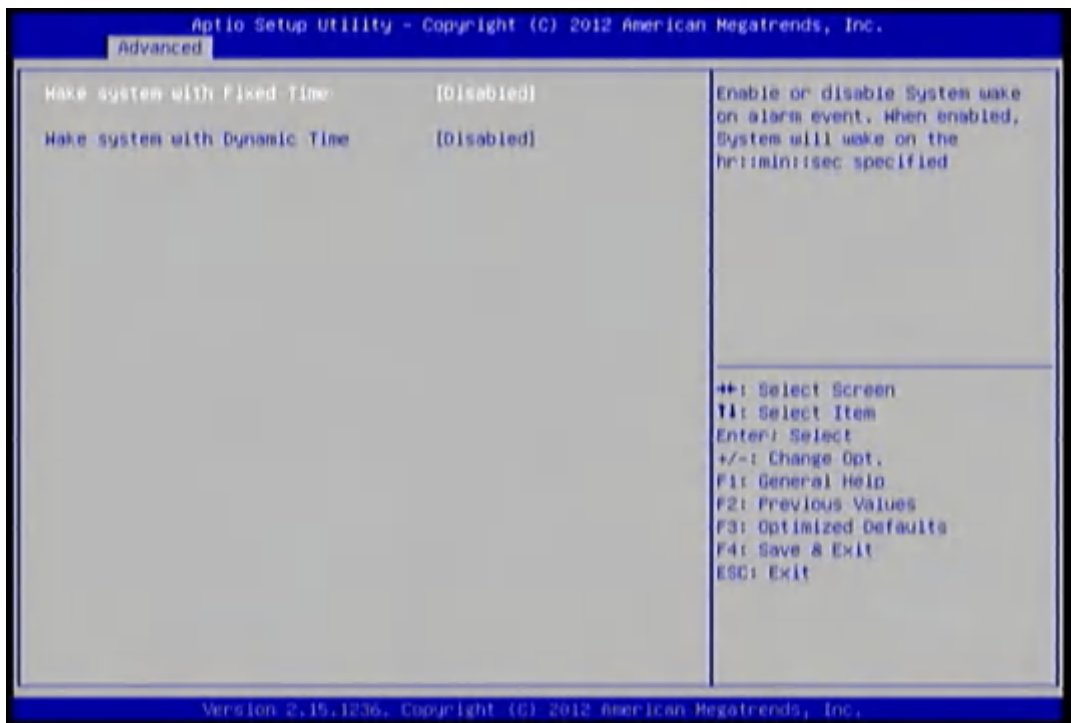 Aptio Setup Utility - Copyright (C) 2012 American Megatrends, Inc.
Advanced
Wake system with Fixed Time [Disabled]
Wake system with Dynamic Time [Disabled]
Enable or disable System wake
on alarm event. When enabled,
System will wake on the
hr::min::sec specified
→←: Select Screen
↑↓: Select Item
Enter: Select
+/-: Change Opt.
F1: General Help
F2: Previous Values
F3: Optimized Defaults
F4: Save & Exit
ESC: Exit
Version 2.15.1236. Copyright (C) 2012 American Megatrends, Inc.